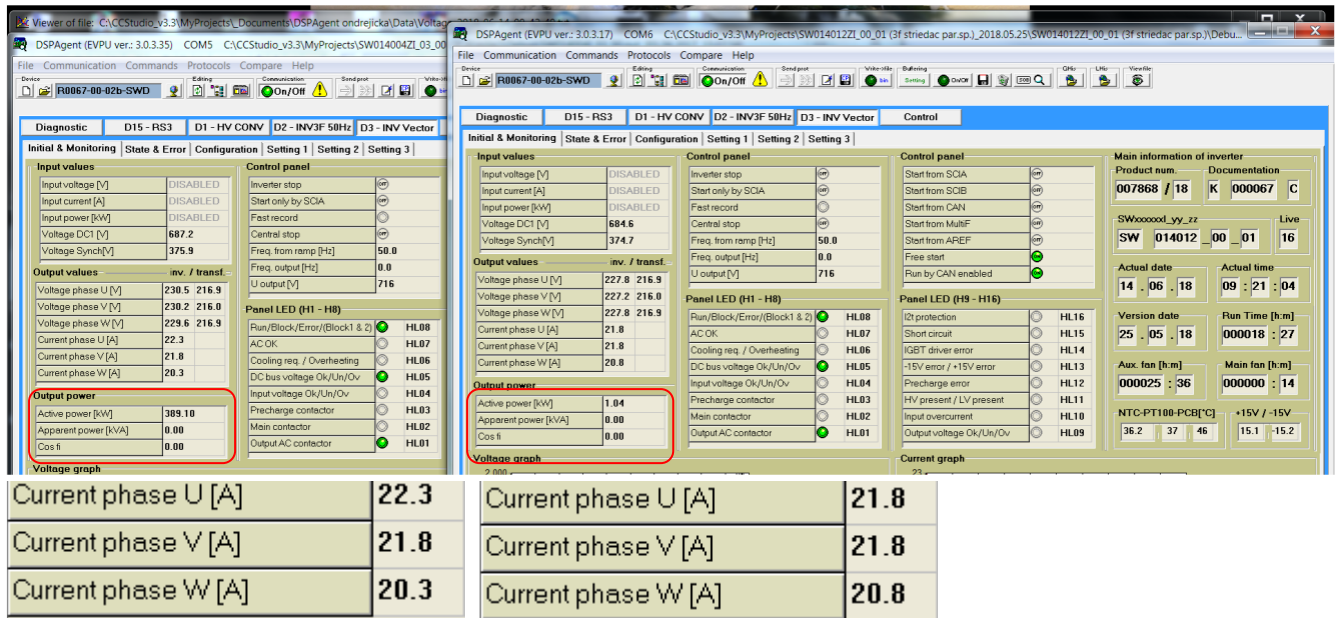 Viewer of file: C:\CCStudio_v3.3\MyProjects\_Documents\DSPAgent ondrejicka\Data\Voltage
DSPAgent (EVPU ver.: 3.0.3.35) COM5 C:\CCStudio_v3.3\MyProjects\SW014004ZI_03_00
File Communication Commands Protocols Compare Help
Device Editing Communication Send prot
R0067-00-02b-SWD On/Off bin
Diagnostic D15 - RS3 D1 - HV CONV D2 - INV3F 50Hz D3 - INV Vector
Initial & Monitoring State & Error Configuration Setting 1 Setting 2 Setting 3
Input values
Input voltage [V] DISABLED
Input current [A] DISABLED
Input power [kW] DISABLED
Voltage DC1 [V] 687.2
Voltage Synch[V] 375.9
Output values inv. / transf.
Voltage phase U [V] 230.5 216.9
Voltage phase V [V] 230.2 216.0
Voltage phase W [V] 229.6 216.9
Current phase U [A] 22.3
Current phase V [A] 21.8
Current phase W [A] 20.3
Output power
Active power [kW] 389.10
Apparent power [kVA] 0.00
Cos fi 0.00
Voltage graph
Control panel
Inverter stop OFF
Start only by SCIA OFF
Fast record
Central stop OFF
Freq. from ramp [Hz] 50.0
Freq. output [Hz] 0.0
U output [V] 716
Panel LED (H1 - H8)
Run/Block/Error/(Block1 & 2) HL08
AC OK HL07
Cooling req. / Overheating HL06
DC bus voltage Ok/Un/Ov HL05
Input voltage Ok/Un/Ov HL04
Precharge contactor HL03
Main contactor HL02
Output AC contactor HL01
DSPAgent (EVPU ver.: 3.0.3.17) COM6 C:\CCStudio_v3.3\MyProjects\SW014012ZI_00_01 (3f striedac par.sp.)_2018.05.25\SW014012ZI_00_01 (3f striedac par.sp.)\Debu...
File Communication Commands Protocols Compare Help
Device Editing Communication Send prot Write-file Buffering GHis LHis View file
R0067-00-02b-SWD On/Off bin Setting On/Off
Diagnostic D15 - RS3 D1 - HV CONV D2 - INV3F 50Hz D3 - INV Vector Control
Initial & Monitoring State & Error Configuration Setting 1 Setting 2 Setting 3
Input values
Input voltage [V] DISABLED
Input current [A] DISABLED
Input power [kW] DISABLED
Voltage DC1 [V] 684.6
Voltage Synch[V] 374.7
Output values inv. / transf.
Voltage phase U [V] 227.8 216.9
Voltage phase V [V] 227.2 216.0
Voltage phase W [V] 227.8 216.9
Current phase U [A] 21.8
Current phase V [A] 21.8
Current phase W [A] 20.8
Output power
Active power [kW] 1.04
Apparent power [kVA] 0.00
Cos fi 0.00
Voltage graph
2 000
Control panel
Inverter stop OFF
Start only by SCIA OFF
Fast record
Central stop OFF
Freq. from ramp [Hz] 50.0
Freq. output [Hz] 0.0
U output [V] 716
Panel LED (H1 - H8)
Run/Block/Error/(Block1 & 2) HL08
AC OK HL07
Cooling req. / Overheating HL06
DC bus voltage Ok/Un/Ov HL05
Input voltage Ok/Un/Ov HL04
Precharge contactor HL03
Main contactor HL02
Output AC contactor HL01
Control panel
Start from SCIA OFF
Start from SCIB OFF
Start from CAN OFF
Start from MultiF OFF
Start from AREF OFF
Free start ON
Run by CAN enabled ON
Panel LED (H9 - H16)
I2t protection HL16
Short circuit HL15
IGBT driver error HL14
-15V error / +15V error HL13
Precharge error HL12
HV present / LV present HL11
Input overcurrent HL10
Output voltage Ok/Un/Ov HL09
Current graph
23
Main information of inverter
Product num. Documentation
007868 / 18 K 000067 C
SWxxxxxl_yy_zz Live
SW 014012 _ 00 _ 01 16
Actual date Actual time
14 . 06 . 18 09 : 21 : 04
Version date Run Time [h:m]
25 . 05 . 18 000018 : 27
Aux. fan [h:m] Main fan [h:m]
000025 : 36 000000 : 14
NTC-PT100-PCB[°C] +15V / -15V
36.2 37 46 15.1 -15.2
Current phase U [A] 22.3
Current phase V [A] 21.8
Current phase W [A] 20.3
Current phase U [A] 21.8
Current phase V [A] 21.8
Current phase W [A] 20.8